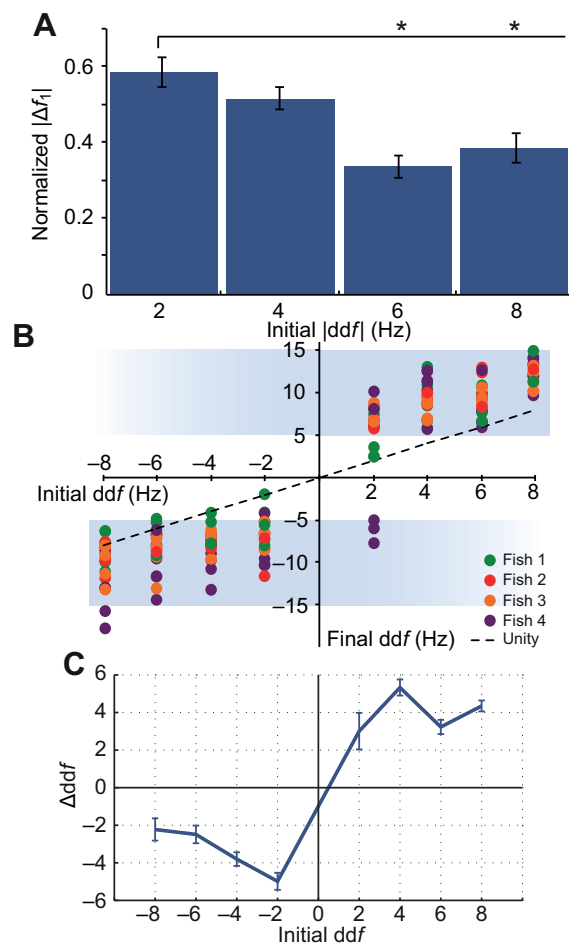 A
* *
Normalized |Δf1|
0.6
0.4
0.2
0
2 4 6 8
Initial |ddf| (Hz)
B
15
10
5
–8 –6 –4 –2
Initial ddf (Hz)
2 4 6 8
–5
–10
–15
Fish 1
Fish 2
Fish 3
Fish 4
Final ddf (Hz)
Unity
C
Δddf
6
4
2
0
–2
–4
–6
–8 –6 –4 –2 0 2 4 6 8
Initial ddf